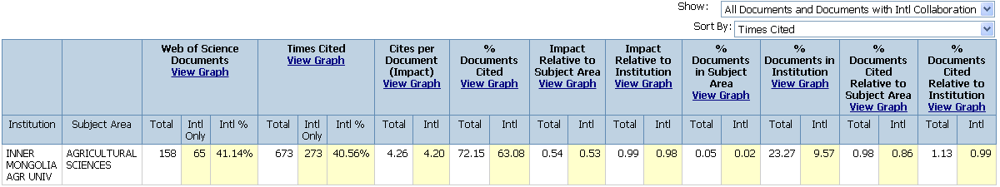 Show: All Documents and Documents with Intl Collaboration
Sort By: Times Cited
Web of Science Documents View Graph
Times Cited View Graph
Cites per Document (Impact) View Graph
% Documents Cited View Graph
Impact Relative to Subject Area View Graph
Impact Relative to Institution View Graph
% Documents in Subject Area View Graph
% Documents in Institution View Graph
% Documents Cited Relative to Subject Area View Graph
% Documents Cited Relative to Institution View Graph
Institution Subject Area Total Intl Only Intl % Total Intl Only Intl % Total Intl Total Intl Total Intl Total Intl Total Intl Total Intl Total Intl Total Intl
INNER MONGOLIA AGR UNIV AGRICULTURAL SCIENCES 158 65 41.14% 673 273 40.56% 4.26 4.20 72.15 63.08 0.54 0.53 0.99 0.98 0.05 0.02 23.27 9.57 0.98 0.86 1.13 0.99